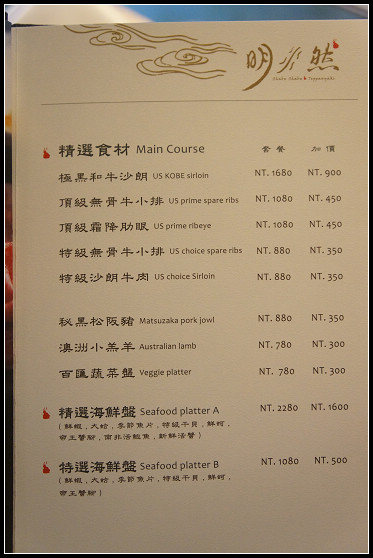 明水然
Shabu Shabu & Teppanyaki
精選食材 Main Course 套餐 加價
極黑和牛沙朗 US KOBE sirloin NT. 1680 NT. 900
頂級無骨牛小排 US prime spare ribs NT. 1080 NT. 450
頂級霜降肋眼 US prime ribeye NT. 1080 NT. 450
特級無骨牛小排 US choice spare ribs NT. 880 NT. 350
特級沙朗牛肉 US choice Sirloin NT. 880 NT. 350
秘黑松阪豬 Matsuzaka pork jowl NT. 880 NT. 350
澳洲小羔羊 Australian lamb NT. 780 NT. 300
百匯蔬菜盤 Veggie platter NT. 780 NT. 300
精選海鮮盤 Seafood platter A NT. 2280 NT. 1600
(鮮蝦，大蛤，季節魚片，特級干貝，鮮蚵，
帝王蟹腳，南非活鮑魚，新鮮活蟹)
特選海鮮盤 Seafood platter B NT. 1080 NT. 500
(鮮蝦，大蛤，季節魚片，特級干貝，鮮蚵，
帝王蟹腳)